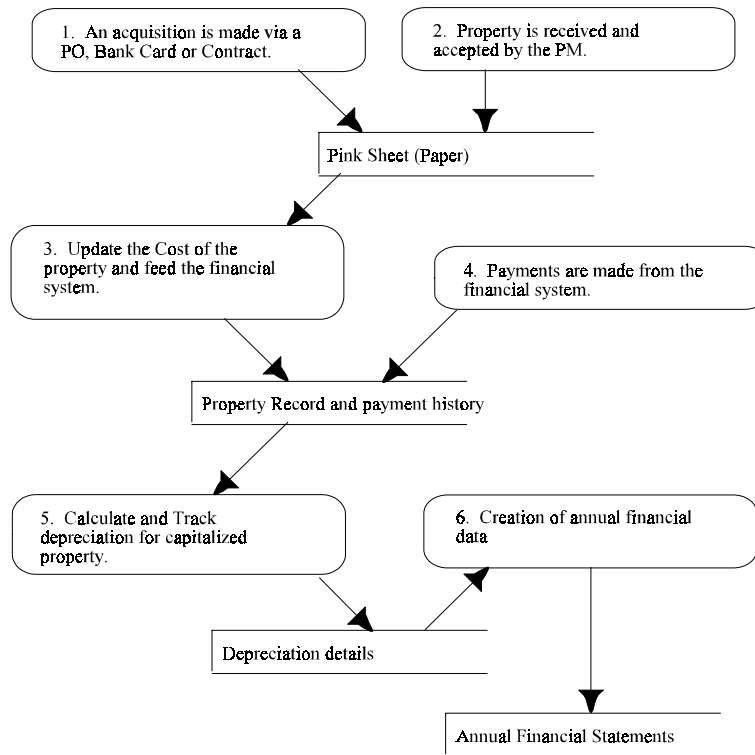 1. An acquisition is made via a
PO, Bank Card or Contract.
2. Property is received and
accepted by the PM.
Pink Sheet (Paper)
3. Update the Cost of the
property and feed the financial
system.
4. Payments are made from the
financial system.
Property Record and payment history
5. Calculate and Track
depreciation for capitalized
property.
6. Creation of annual financial
data
Depreciation details
Annual Financial Statements